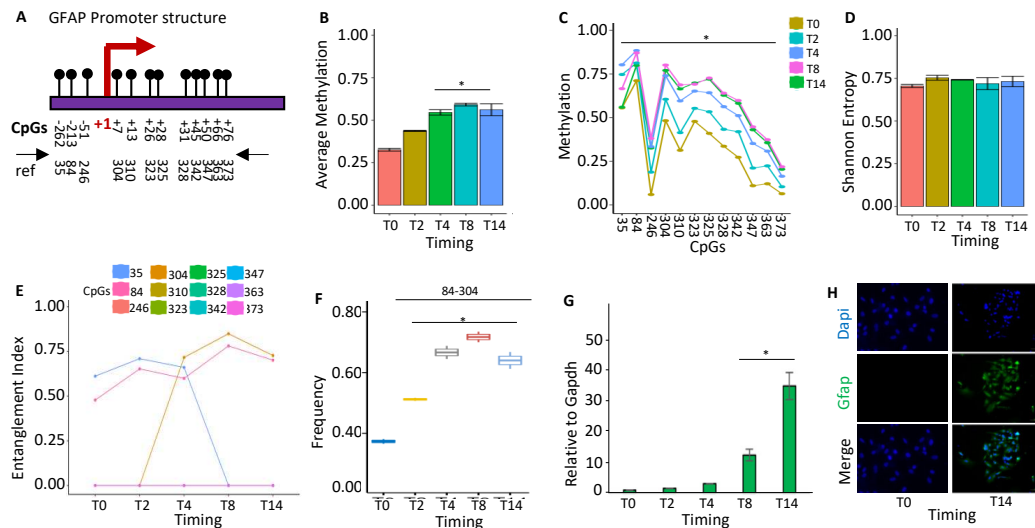 A GFAP Promoter structure
CpGs
-262
-213
-51
+1
+7
+13
+26
+28
+31
+50
+66
+76
ref
35
84
246
304
310
323
325
328
342
347
363
373
B
Average Methylation
1.00
0.75
0.50
0.25
0.00
*
T0 T2 T4 T8 T14
Timing
C
Methylation
1.00
0.75
0.50
0.25
0.00
*
T0
T2
T4
T8
T14
35
84
246
304
310
323
325
328
342
347
363
373
CpGs
D
Shannon Entropy
1.00
0.75
0.50
0.25
0.00
T0 T2 T4 T8 T14
Timing
E
CpGs
35 304 325 347
84 310 328 363
246 323 342 373
Entanglement Index
1.00
0.75
0.50
0.25
0.00
T0 T2 T4 T8 T14
Timing
F
84-304
*
Frequency
0.80
0.60
0.40
0.00
Timing
G
Relative to Gapdh
50
40
30
20
10
0
*
T0 T2 T4 T8 T14
Timing
H
Dapi
Gfap
Merge
T0 T14
Timing